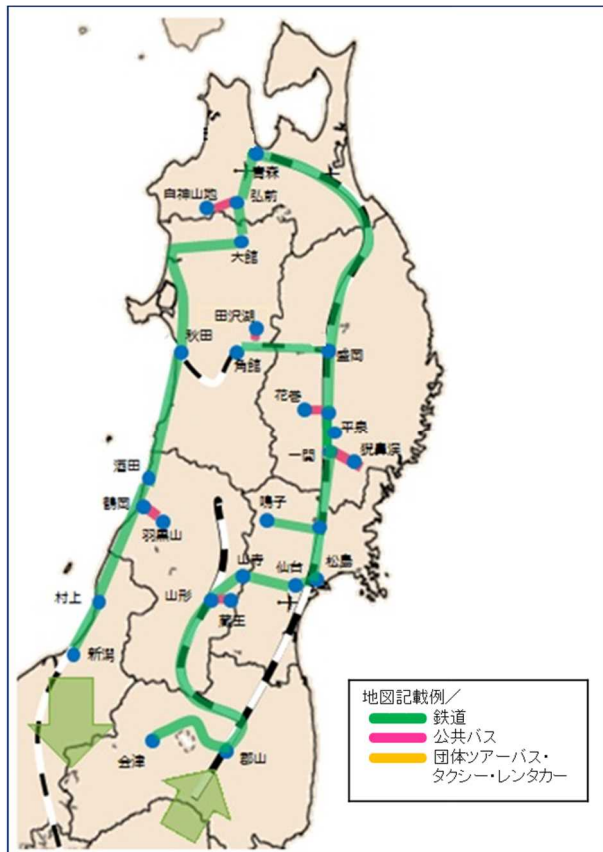 青森
白神山地
弘前
大館
田沢湖
秋田
角館
盛岡
花巻
平泉
一関
猊鼻渓
酒田
鳴子
鶴岡
羽黒山
山寺
仙台
松島
山形
蔵王
村上
新潟
会津
郡山
地図記載例／
鉄道
公共バス
団体ツアーバス・
タクシー・レンタカー